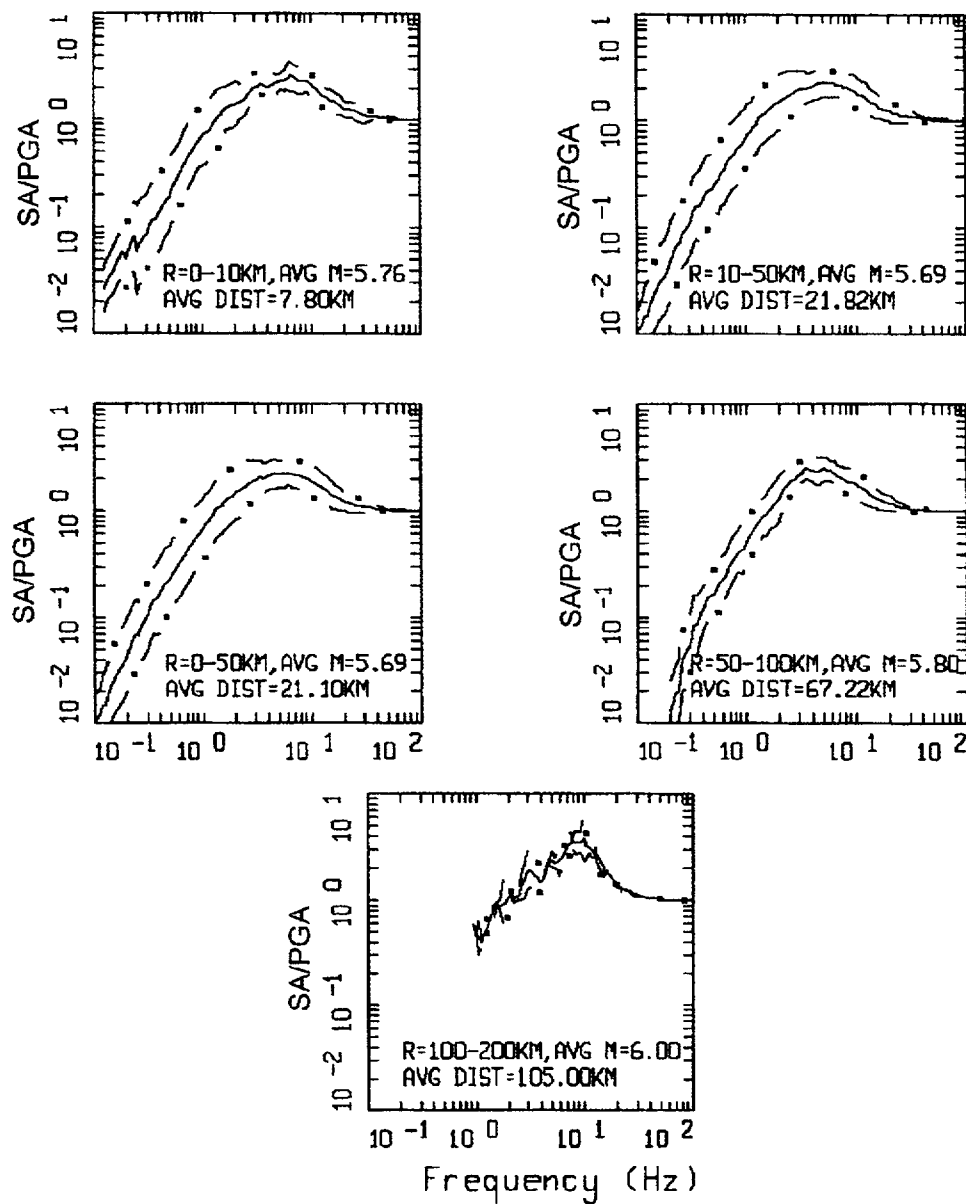 SA/PGA
10 1
10 0
10 -1
10 -2
R=0-10KM,AVG M=5.76
AVG DIST=7.80KM
SA/PGA
10 1
10 0
10 -1
10 -2
R=10-50KM,AVG M=5.69
AVG DIST=21.82KM
SA/PGA
10 1
10 0
10 -1
10 -2
R=0-50KM,AVG M=5.69
AVG DIST=21.10KM
10 -1 10 0 10 1 10 2
SA/PGA
10 1
10 0
10 -1
10 -2
R=50-100KM,AVG M=5.80
AVG DIST=67.22KM
10 -1 10 0 10 1 10 2
SA/PGA
10 1
10 0
10 -1
10 -2
R=100-200KM,AVG M=6.00
AVG DIST=105.00KM
10 -1 10 0 10 1 10 2
Frequency (Hz)